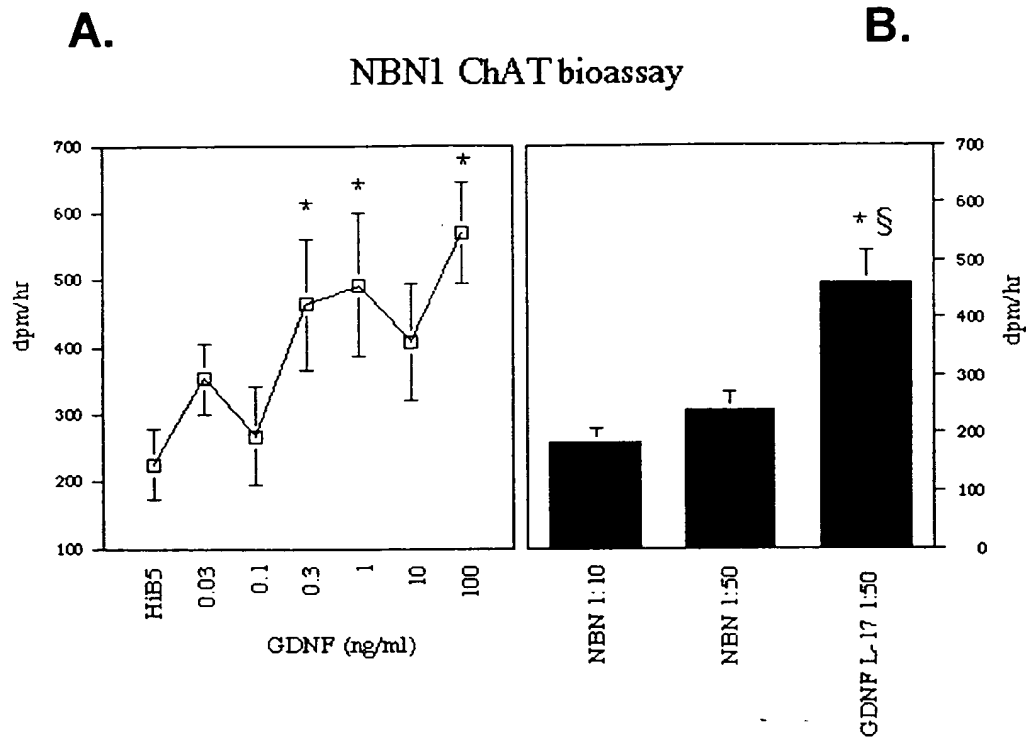 A.
B.
NBN1 ChAT bioassay
dpm/hr
700
600
500
400
300
200
100
*
*
*
HiB5
0.03
0.1
0.3
1
10
100
GDNF (ng/ml)
* §
700
600
500
400
300
200
100
0
dpm/hr
NBN 1:10
NBN 1:50
GDNF L-17 1:50